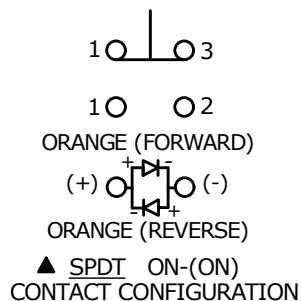 1 3
1 2
ORANGE (FORWARD)
+ -
(+) (-)
- +
ORANGE (REVERSE)
▲ SPDT ON-(ON)
CONTACT CONFIGURATION